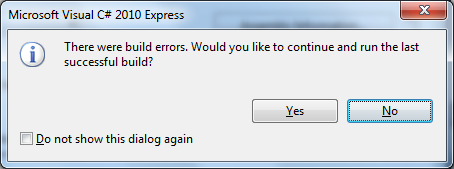 Microsoft Visual C# 2010 Express
There were build errors. Would you like to continue and run the last
successful build?
Yes
No
Do not show this dialog again